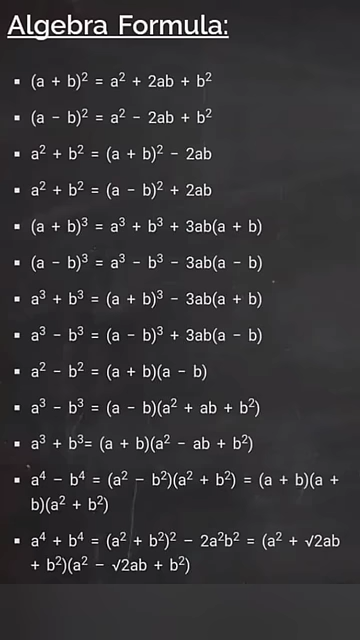 Algebra Formula:
▪ (a + b)² = a² + 2ab + b²
▪ (a − b)² = a² − 2ab + b²
▪ a² + b² = (a + b)² − 2ab
▪ a² + b² = (a − b)² + 2ab
▪ (a + b)³ = a³ + b³ + 3ab(a + b)
▪ (a − b)³ = a³ − b³ − 3ab(a − b)
▪ a³ + b³ = (a + b)³ − 3ab(a + b)
▪ a³ − b³ = (a − b)³ + 3ab(a − b)
▪ a² − b² = (a + b)(a − b)
▪ a³ − b³ = (a − b)(a² + ab + b²)
▪ a³ + b³= (a + b)(a² − ab + b²)
▪ a⁴ − b⁴ = (a² − b²)(a² + b²) = (a + b)(a +
b)(a² + b²)
▪ a⁴ + b⁴ = (a² + b²)² − 2a²b² = (a² + √2ab
+ b²)(a² − √2ab + b²)